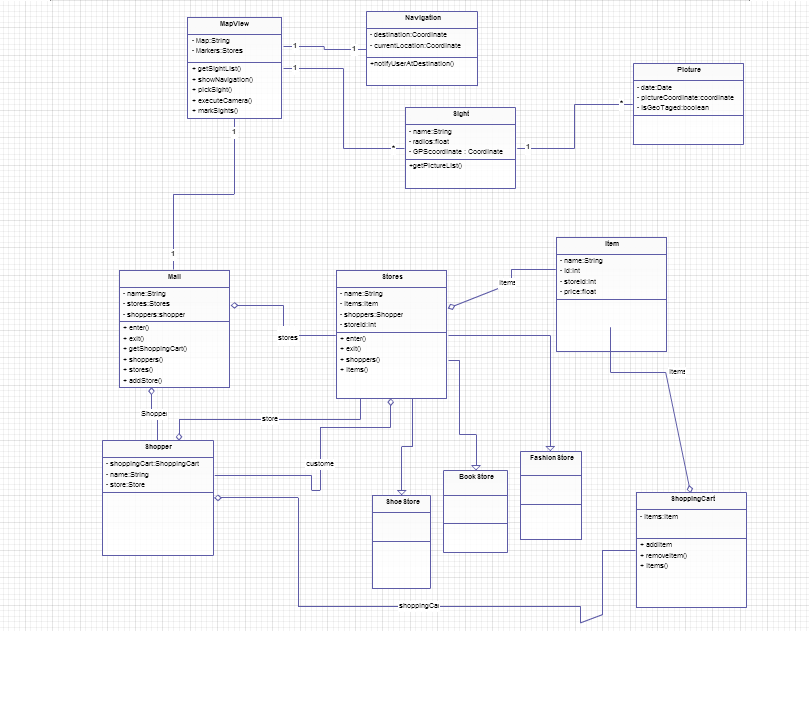 MapView
- Map:String
- Markers:Stores
+ getSightList()
+ showNavigation()
+ pickSight()
+ executeCamera()
+ markSights()
1
1
1
1
Navigation
- destination:Coordinate
- currentLocation:Coordinate
+notifyUserAtDestination()
Sight
- name:String
- radios:float
- GPScoordinate : Coordinate
+getPictureList()
*
1
*
Picture
- date:Date
- pictureCoordinate:coordinate
- isGeoTaged:boolean
1
Mall
- name:String
- stores:Stores
- shoppers:shopper
+ enter()
+ exit()
+ getShoppingCart()
+ shoppers()
+ stores()
+ addStore()
stores
Stores
- name:String
- items:Item
- shoppers:Shopper
- storeId:int
+ enter()
+ exit()
+ shoppers()
+ items()
items
Item
- name:String
- id:int
- storeId:int
- price:float
items
Shopper
store
custome
Shopper
- shoppingCart:ShoppingCart
- name:String
- store:Store
Shoe Store
Book Store
Fashion Store
ShoppingCart
- items:Item
+ addItem
+ removeItem()
+ items()
shoppingCa